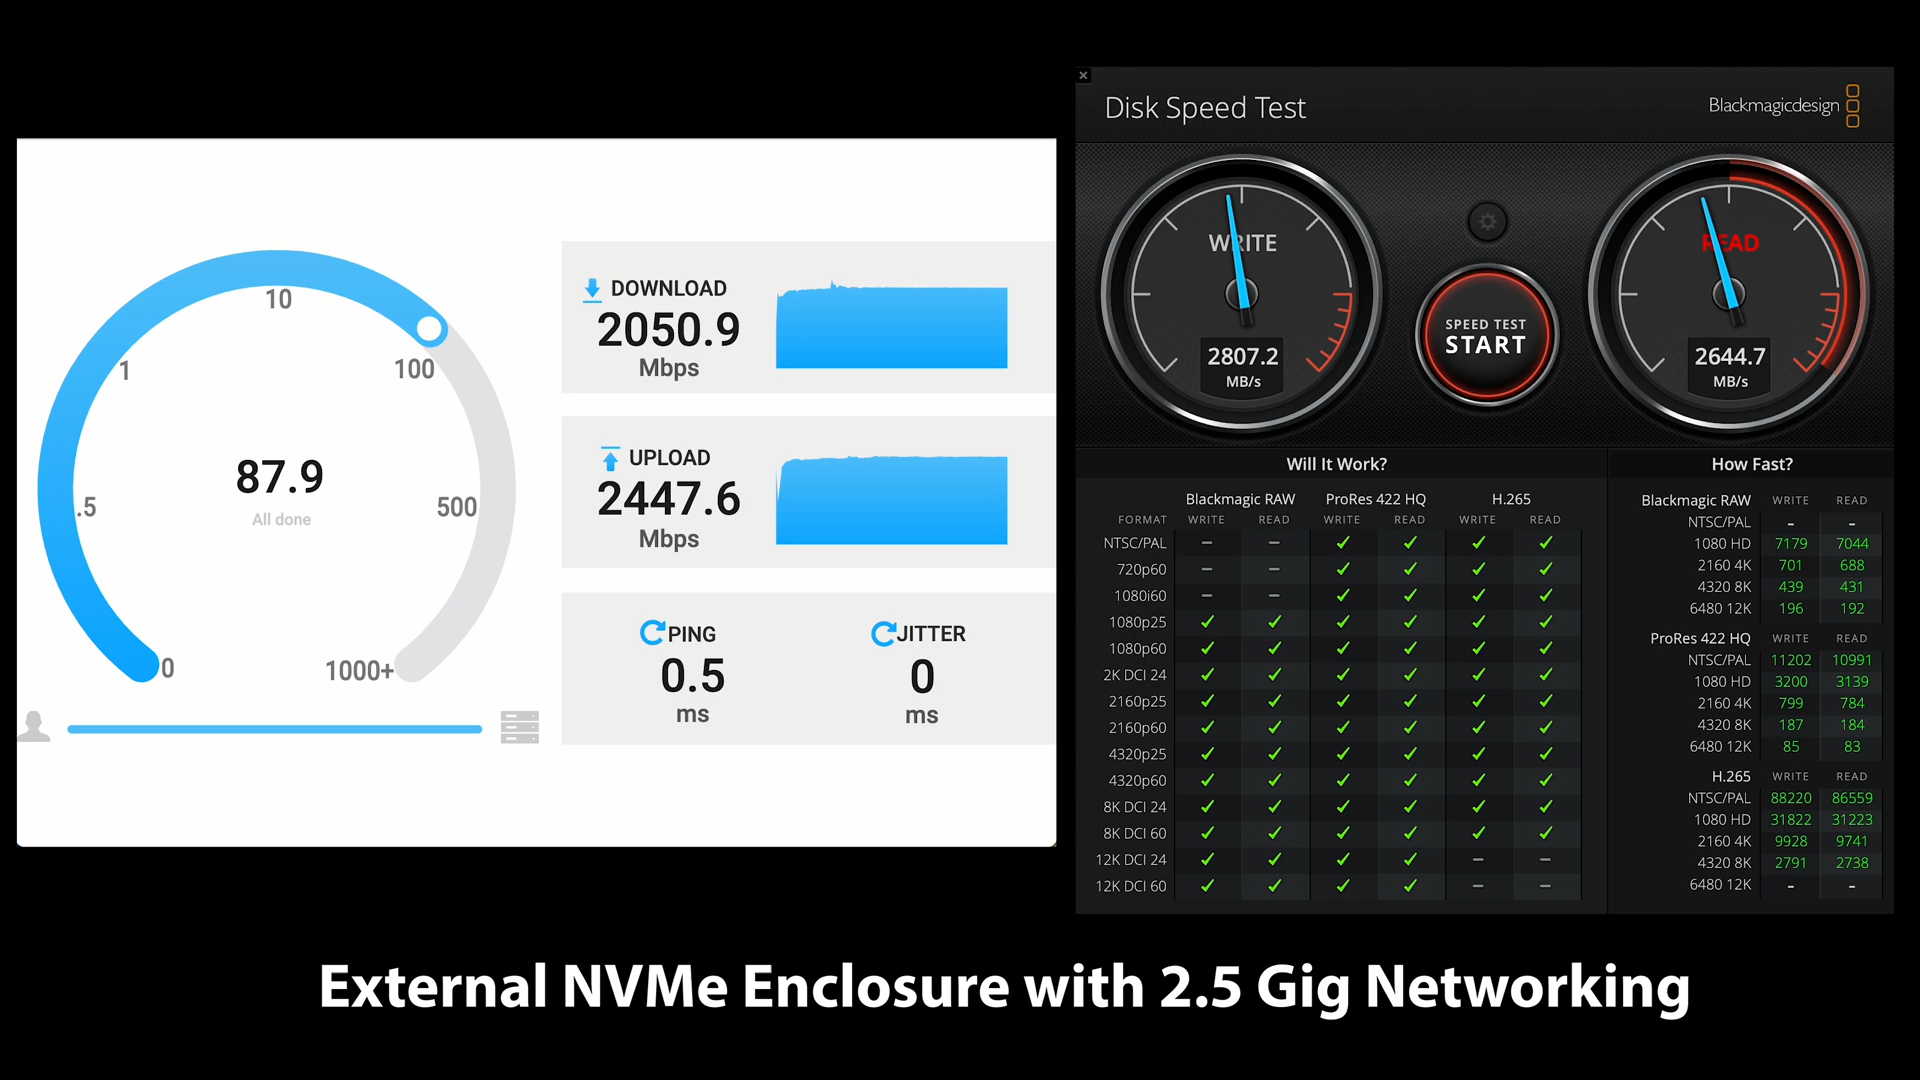 10
1
100
87.9
All done
.5
500
0
1000+
DOWNLOAD
2050.9
Mbps
UPLOAD
2447.6
Mbps
PING
0.5
ms
JITTER
0
ms
×
Disk Speed Test
Blackmagicdesign
WRITE
2807.2
MB/s
SPEED TEST
START
READ
2644.7
MB/s
Will It Work?
Blackmagic RAW ProRes 422 HQ H.265
FORMAT WRITE READ WRITE READ WRITE READ
NTSC/PAL – – ✓ ✓ ✓ ✓
720p60 – – ✓ ✓ ✓ ✓
1080i60 – – ✓ ✓ ✓ ✓
1080p25 ✓ ✓ ✓ ✓ ✓ ✓
1080p60 ✓ ✓ ✓ ✓ ✓ ✓
2K DCI 24 ✓ ✓ ✓ ✓ ✓ ✓
2160p25 ✓ ✓ ✓ ✓ ✓ ✓
2160p60 ✓ ✓ ✓ ✓ ✓ ✓
4320p25 ✓ ✓ ✓ ✓ ✓ ✓
4320p60 ✓ ✓ ✓ ✓ ✓ ✓
8K DCI 24 ✓ ✓ ✓ ✓ ✓ ✓
8K DCI 60 ✓ ✓ ✓ ✓ ✓ ✓
12K DCI 24 ✓ ✓ ✓ ✓ – –
12K DCI 60 ✓ ✓ ✓ ✓ – –
How Fast?
Blackmagic RAW WRITE READ
NTSC/PAL – –
1080 HD 7179 7044
2160 4K 701 688
4320 8K 439 431
6480 12K 196 192
ProRes 422 HQ WRITE READ
NTSC/PAL 11202 10991
1080 HD 3200 3139
2160 4K 799 784
4320 8K 187 184
6480 12K 85 83
H.265 WRITE READ
NTSC/PAL 88220 86559
1080 HD 31822 31223
2160 4K 9928 9741
4320 8K 2791 2738
6480 12K – –
External NVMe Enclosure with 2.5 Gig Networking